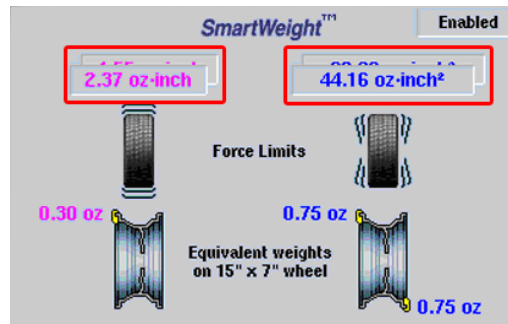 SmartWeight™
Enabled
2.37 oz·inch
44.16 oz·inch²
Force Limits
0.30 oz
0.75 oz
Equivalent weights
on 15" x 7" wheel
0.75 oz